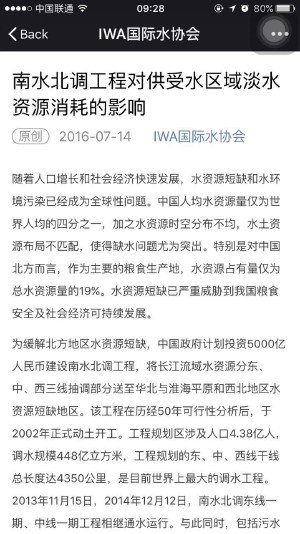 中国联通 09:28 80%
Back IWA国际水协会
南水北调工程对供受水区域淡水
资源消耗的影响
原创 2016-07-14 IWA国际水协会
随着人口增长和社会经济快速发展，水资源短缺和水环
境污染已经成为全球性问题。中国人均水资源量仅为世
界人均的四分之一，加之水资源时空分布不均，水土资
源布局不匹配，使得缺水问题尤为突出。特别是对中国
北方而言，作为主要的粮食生产地，水资源占有量仅为
总水资源量的19%。水资源短缺已严重威胁到我国粮食
安全及社会经济可持续发展。
为缓解北方地区水资源短缺，中国政府计划投资5000亿
人民币建设南水北调工程，将长江流域水资源分东、
中、西三线抽调部分送至华北与淮海平原和西北地区水
资源短缺地区。该工程在历经50年可行性分析后，于
2002年正式动土开工。工程规划区涉及人口4.38亿人，
调水规模448亿立方米，工程规划的东、中、西线干线
总长度达4350公里，是目前世界上最大的调水工程。
2013年11月15日，2014年12月12日，南水北调东线一
期、中线一期工程相继通水运行。与此同时，包括污水